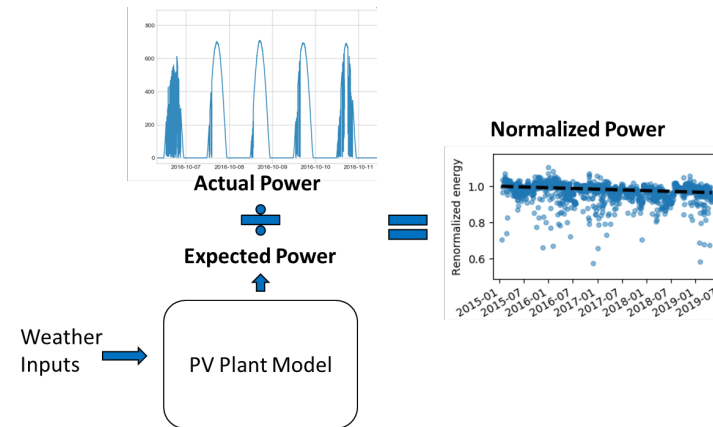 800
600
400
200
0
2016-10-07 2016-10-08 2016-10-09 2016-10-10 2016-10-11
Actual Power
Expected Power
Weather
Inputs
PV Plant Model
Normalized Power
Renormalized energy
1.0
0.8
0.6
2015-01 2015-07 2016-01 2016-07 2017-01 2017-07 2018-01 2018-07 2019-01 2019-07